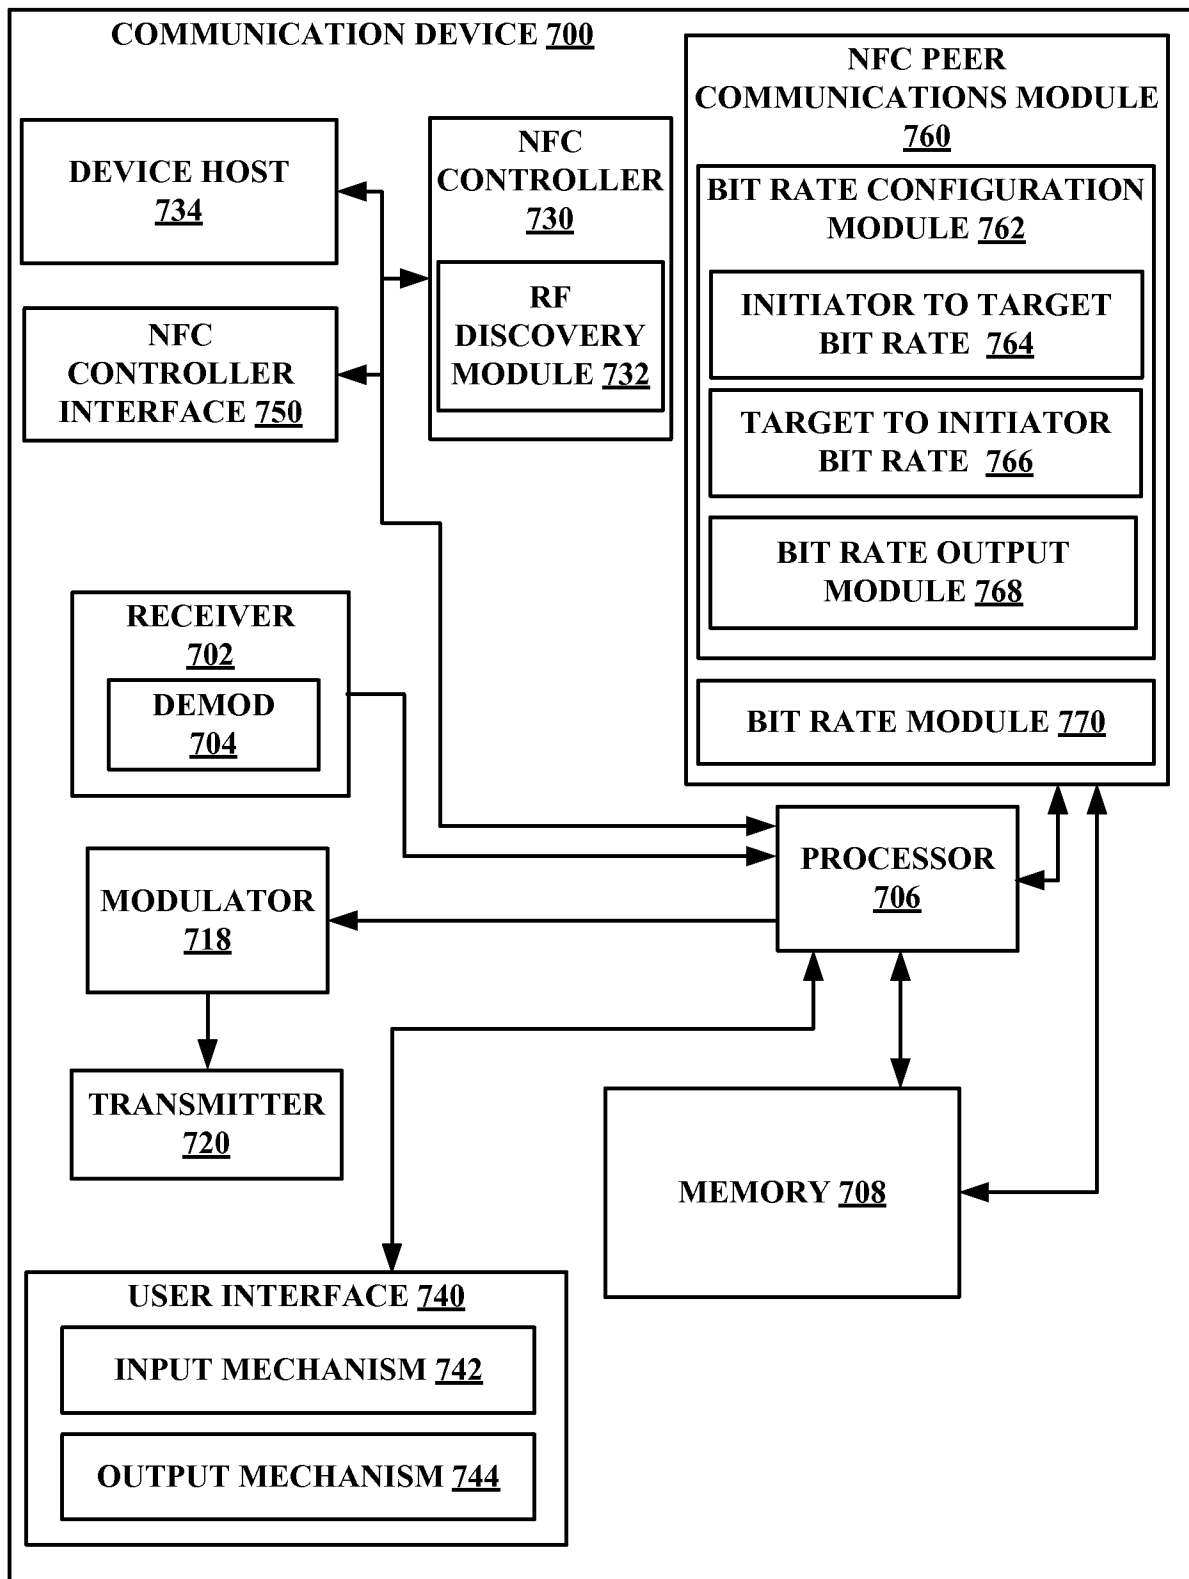 COMMUNICATION DEVICE 700
NFC PEER
COMMUNICATIONS MODULE
760
BIT RATE CONFIGURATION
MODULE 762
INITIATOR TO TARGET
BIT RATE 764
TARGET TO INITIATOR
BIT RATE 766
BIT RATE OUTPUT
MODULE 768
BIT RATE MODULE 770
DEVICE HOST
734
NFC
CONTROLLER
730
RF
DISCOVERY
MODULE 732
NFC
CONTROLLER
INTERFACE 750
RECEIVER
702
DEMOD
704
PROCESSOR
706
MODULATOR
718
TRANSMITTER
720
MEMORY 708
USER INTERFACE 740
INPUT MECHANISM 742
OUTPUT MECHANISM 744